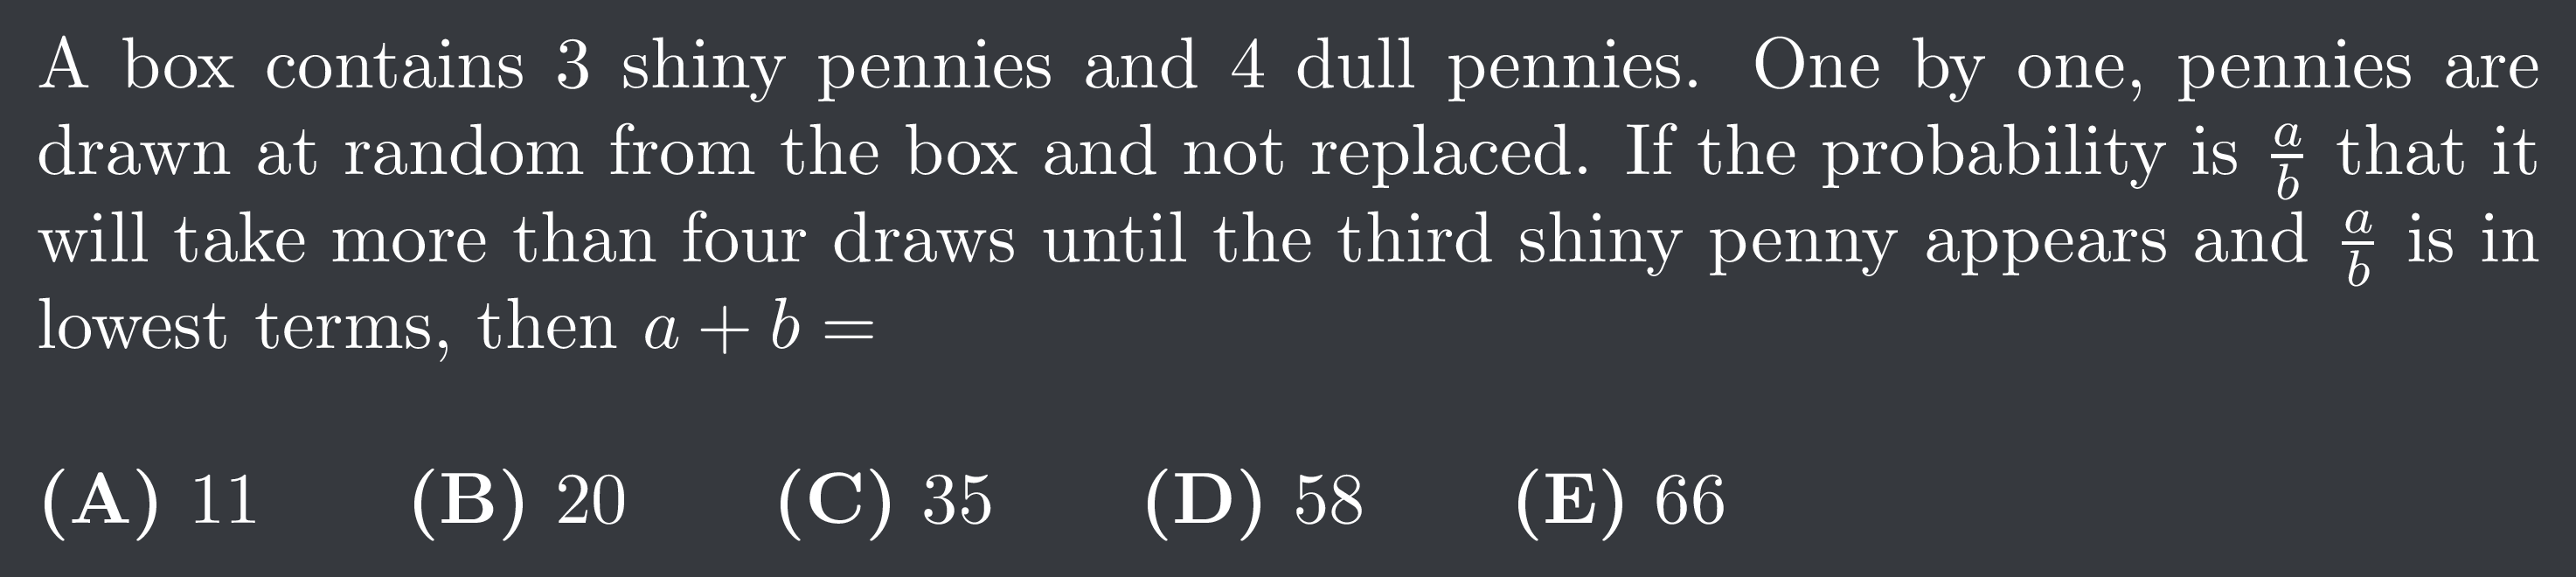 A box contains 3 shiny pennies and 4 dull pennies. One by one, pennies are
drawn at random from the box and not replaced. If the probability is $\frac{a}{b}$ that it
will take more than four draws until the third shiny penny appears and $\frac{a}{b}$ is in
lowest terms, then $a + b =$
(A) 11 (B) 20 (C) 35 (D) 58 (E) 66